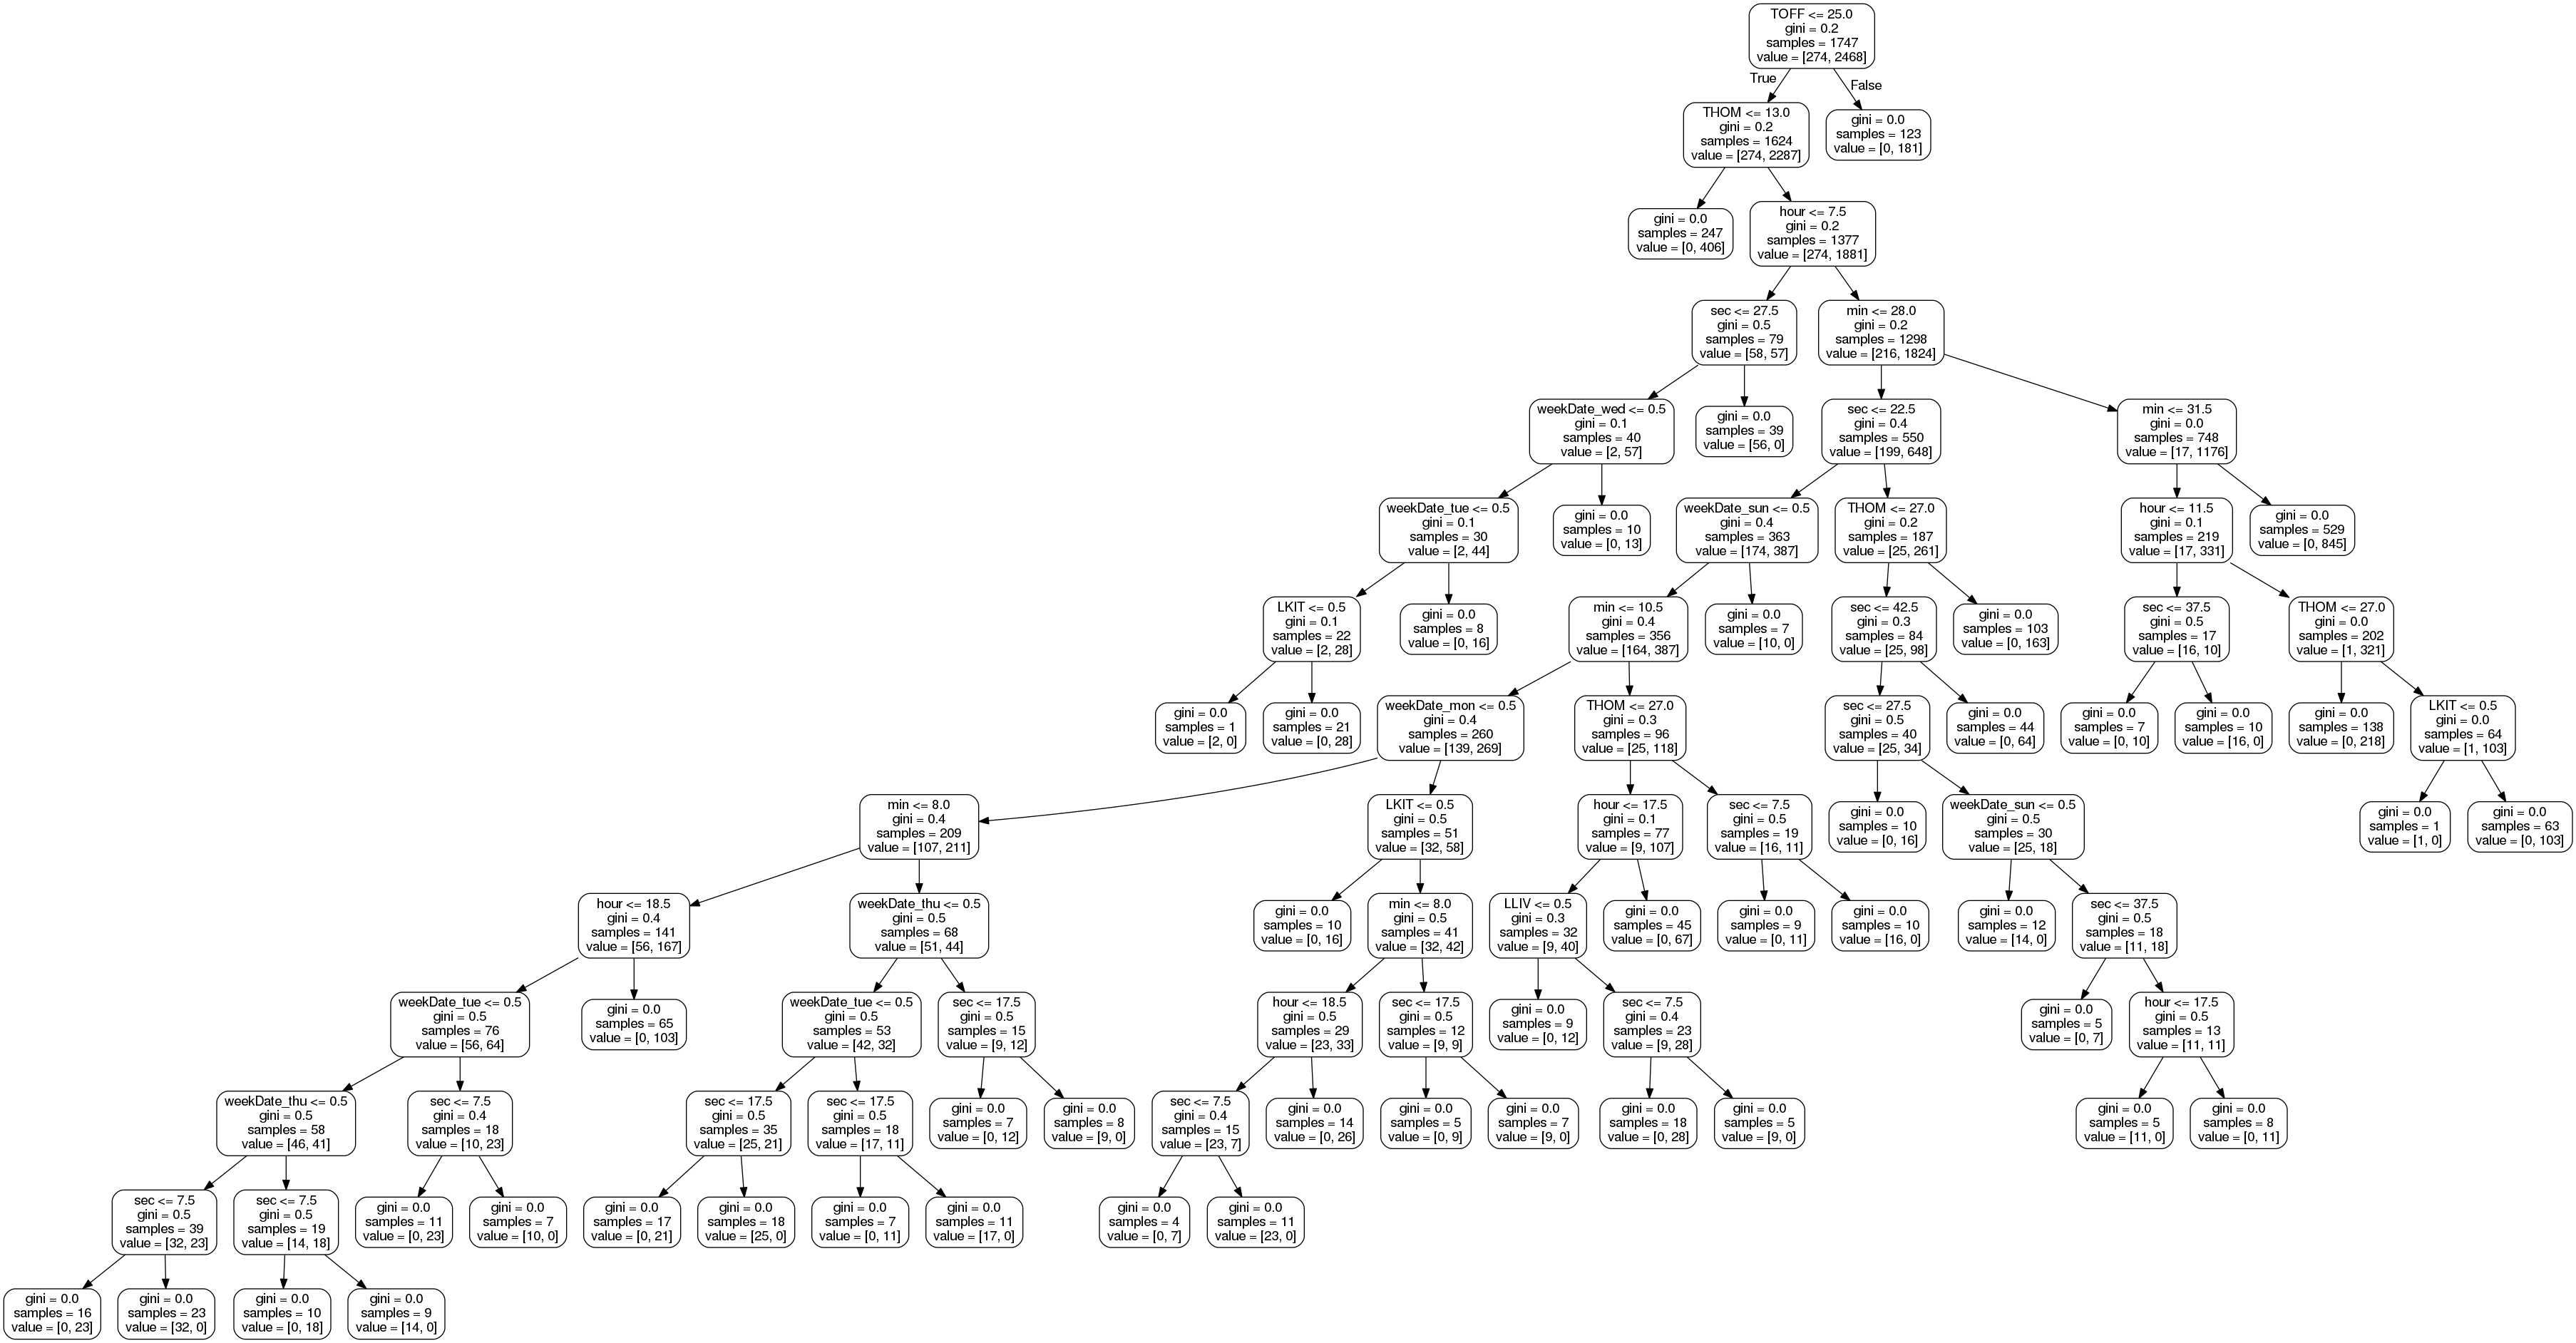 TOFF <= 25.0
gini = 0.2
samples = 1747
value = [274, 2468]
True
False
THOM <= 13.0
gini = 0.2
samples = 1624
value = [274, 2287]
gini = 0.0
samples = 123
value = [0, 181]
gini = 0.0
samples = 247
value = [0, 406]
hour <= 7.5
gini = 0.2
samples = 1377
value = [274, 1881]
sec <= 27.5
gini = 0.5
samples = 79
value = [58, 57]
min <= 28.0
gini = 0.2
samples = 1298
value = [216, 1824]
weekDate_wed <= 0.5
gini = 0.1
samples = 40
value = [2, 57]
gini = 0.0
samples = 39
value = [56, 0]
sec <= 22.5
gini = 0.4
samples = 550
value = [199, 648]
min <= 31.5
gini = 0.0
samples = 748
value = [17, 1176]
weekDate_tue <= 0.5
gini = 0.1
samples = 30
value = [2, 44]
gini = 0.0
samples = 10
value = [0, 13]
weekDate_sun <= 0.5
gini = 0.4
samples = 363
value = [174, 387]
THOM <= 27.0
gini = 0.2
samples = 187
value = [25, 261]
hour <= 11.5
gini = 0.1
samples = 219
value = [17, 331]
gini = 0.0
samples = 529
value = [0, 845]
LKIT <= 0.5
gini = 0.1
samples = 22
value = [2, 28]
gini = 0.0
samples = 8
value = [0, 16]
min <= 10.5
gini = 0.4
samples = 356
value = [164, 387]
gini = 0.0
samples = 7
value = [10, 0]
sec <= 42.5
gini = 0.3
samples = 84
value = [25, 98]
gini = 0.0
samples = 103
value = [0, 163]
sec <= 37.5
gini = 0.5
samples = 17
value = [16, 10]
THOM <= 27.0
gini = 0.0
samples = 202
value = [1, 321]
gini = 0.0
samples = 1
value = [2, 0]
gini = 0.0
samples = 21
value = [0, 28]
weekDate_mon <= 0.5
gini = 0.4
samples = 260
value = [139, 269]
THOM <= 27.0
gini = 0.3
samples = 96
value = [25, 118]
sec <= 27.5
gini = 0.5
samples = 40
value = [25, 34]
gini = 0.0
samples = 44
value = [0, 64]
gini = 0.0
samples = 7
value = [0, 10]
gini = 0.0
samples = 10
value = [16, 0]
gini = 0.0
samples = 138
value = [0, 218]
LKIT <= 0.5
gini = 0.0
samples = 64
value = [1, 103]
min <= 8.0
gini = 0.4
samples = 209
value = [107, 211]
LKIT <= 0.5
gini = 0.5
samples = 51
value = [32, 58]
hour <= 17.5
gini = 0.1
samples = 77
value = [9, 107]
sec <= 7.5
gini = 0.5
samples = 19
value = [16, 11]
gini = 0.0
samples = 10
value = [0, 16]
weekDate_sun <= 0.5
gini = 0.5
samples = 30
value = [25, 18]
gini = 0.0
samples = 1
value = [1, 0]
gini = 0.0
samples = 63
value = [0, 103]
hour <= 18.5
gini = 0.4
samples = 141
value = [56, 167]
weekDate_thu <= 0.5
gini = 0.5
samples = 68
value = [51, 44]
gini = 0.0
samples = 10
value = [0, 16]
min <= 8.0
gini = 0.5
samples = 41
value = [32, 42]
LLIV <= 0.5
gini = 0.3
samples = 32
value = [9, 40]
gini = 0.0
samples = 45
value = [0, 67]
gini = 0.0
samples = 9
value = [0, 11]
gini = 0.0
samples = 10
value = [16, 0]
gini = 0.0
samples = 12
value = [14, 0]
sec <= 37.5
gini = 0.5
samples = 18
value = [11, 18]
weekDate_tue <= 0.5
gini = 0.5
samples = 76
value = [56, 64]
gini = 0.0
samples = 65
value = [0, 103]
weekDate_tue <= 0.5
gini = 0.5
samples = 53
value = [42, 32]
sec <= 17.5
gini = 0.5
samples = 15
value = [9, 12]
hour <= 18.5
gini = 0.5
samples = 29
value = [23, 33]
sec <= 17.5
gini = 0.5
samples = 12
value = [9, 9]
gini = 0.0
samples = 9
value = [0, 12]
sec <= 7.5
gini = 0.4
samples = 23
value = [9, 28]
gini = 0.0
samples = 5
value = [0, 7]
hour <= 17.5
gini = 0.5
samples = 13
value = [11, 11]
weekDate_thu <= 0.5
gini = 0.5
samples = 58
value = [46, 41]
sec <= 7.5
gini = 0.4
samples = 18
value = [10, 23]
sec <= 17.5
gini = 0.5
samples = 35
value = [25, 21]
sec <= 17.5
gini = 0.5
samples = 18
value = [17, 11]
gini = 0.0
samples = 7
value = [0, 12]
gini = 0.0
samples = 8
value = [9, 0]
sec <= 7.5
gini = 0.4
samples = 15
value = [23, 7]
gini = 0.0
samples = 14
value = [0, 26]
gini = 0.0
samples = 5
value = [0, 9]
gini = 0.0
samples = 7
value = [9, 0]
gini = 0.0
samples = 18
value = [0, 28]
gini = 0.0
samples = 5
value = [9, 0]
gini = 0.0
samples = 5
value = [11, 0]
gini = 0.0
samples = 8
value = [0, 11]
sec <= 7.5
gini = 0.5
samples = 39
value = [32, 23]
sec <= 7.5
gini = 0.5
samples = 19
value = [14, 18]
gini = 0.0
samples = 11
value = [0, 23]
gini = 0.0
samples = 7
value = [10, 0]
gini = 0.0
samples = 17
value = [0, 21]
gini = 0.0
samples = 18
value = [25, 0]
gini = 0.0
samples = 7
value = [0, 11]
gini = 0.0
samples = 11
value = [17, 0]
gini = 0.0
samples = 4
value = [0, 7]
gini = 0.0
samples = 11
value = [23, 0]
gini = 0.0
samples = 16
value = [0, 23]
gini = 0.0
samples = 23
value = [32, 0]
gini = 0.0
samples = 10
value = [0, 18]
gini = 0.0
samples = 9
value = [14, 0]